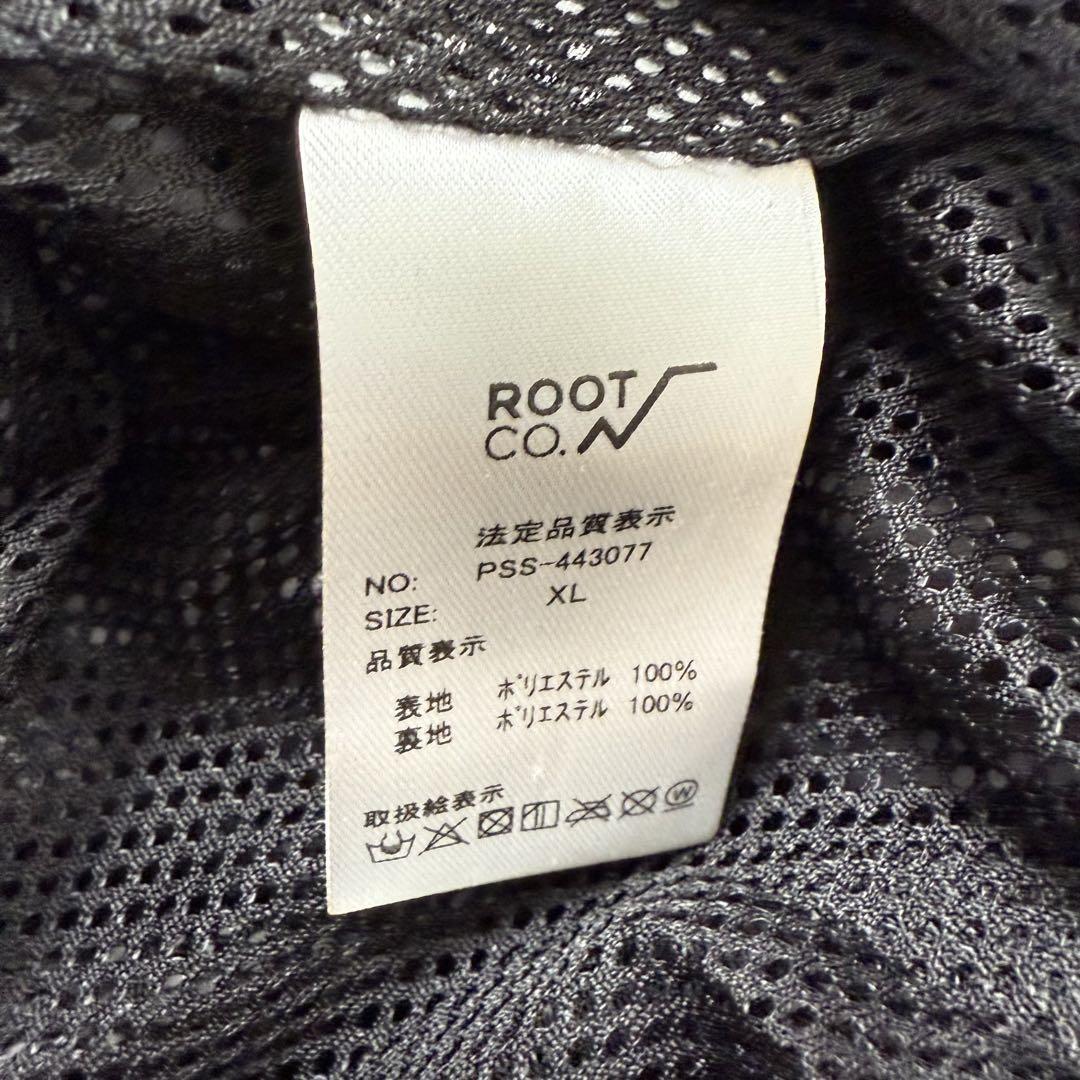 ROOT
CO.
法定品質表示
NO: PSS-443077
SIZE: XL
品質表示
表地 ﾎﾟﾘｴｽﾃﾙ 100%
裏地 ﾎﾟﾘｴｽﾃﾙ 100%
取扱絵表示
W